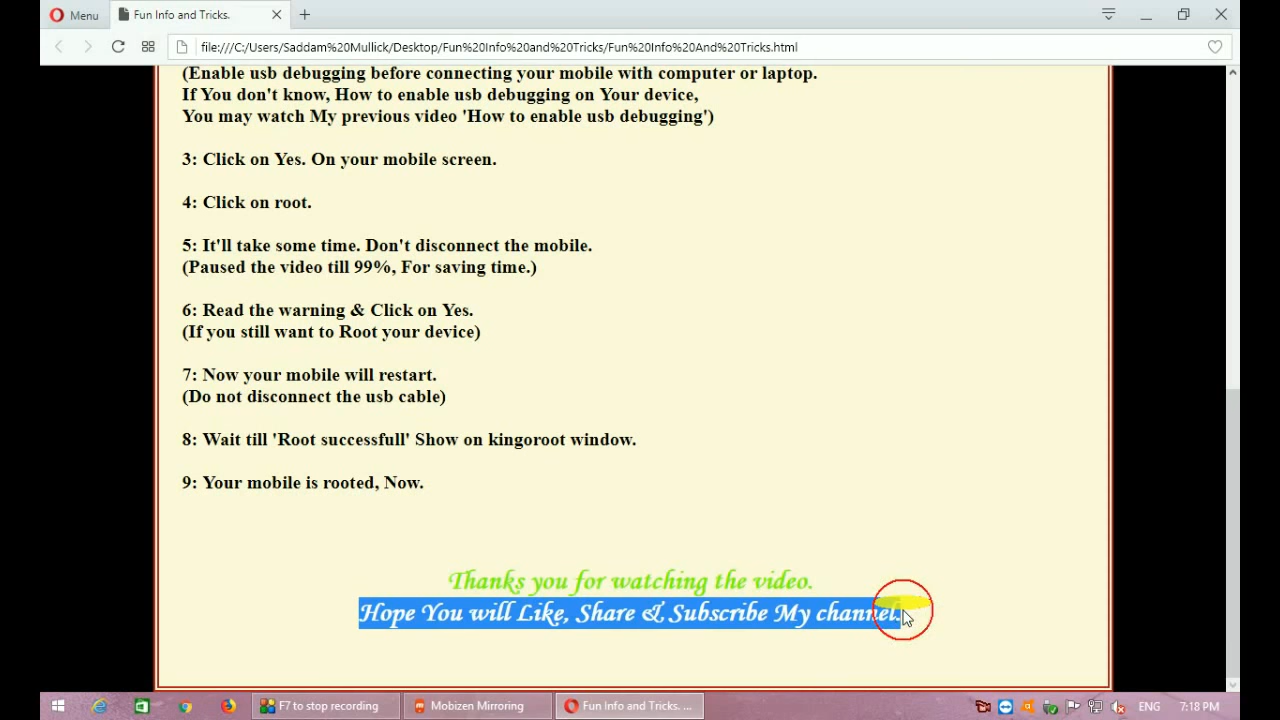 Menu
Fun Info and Tricks.
file:///C:/Users/Saddam%20Mullick/Desktop/Fun%20Info%20and%20Tricks/Fun%20Info%20And%20Tricks.html
(Enable usb debugging before connecting your mobile with computer or laptop.
If You don't know, How to enable usb debugging on Your device,
You may watch My previous video 'How to enable usb debugging')
3: Click on Yes. On your mobile screen.
4: Click on root.
5: It'll take some time. Don't disconnect the mobile.
(Paused the video till 99%, For saving time.)
6: Read the warning & Click on Yes.
(If you still want to Root your device)
7: Now your mobile will restart.
(Do not disconnect the usb cable)
8: Wait till 'Root successfull' Show on kingoroot window.
9: Your mobile is rooted, Now.
Thanks you for watching the video.
Hope You will Like, Share & Subscribe My channel.
F7 to stop recording
Mobizen Mirroring
Fun Info and Tricks. ...
ENG
7:18 PM